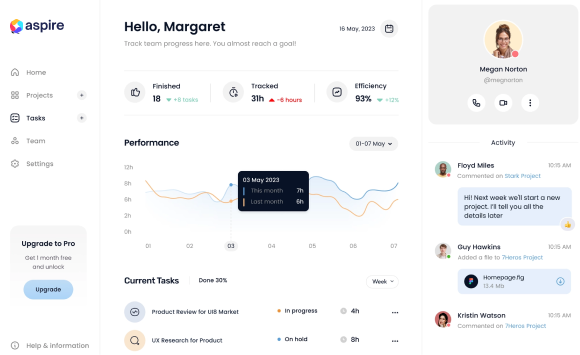 aspire
Home
Projects
Tasks
Team
Settings
Upgrade to Pro
Get 1 month free
and unlock
Upgrade
Help & information
Hello, Margaret
Track team progress here. You almost reach a goal!
16 May, 2023
Finished
18 +8 tasks
Tracked
31h -6 hours
Efficiency
93% +12%
Performance
01-07 May
12h
8h
6h
2h
0h
03 May 2023
This month 7h
Last month 6h
01 02 03 04 05 06 07
Current Tasks
Done 30%
Week
Product Review for UI8 Market In progress 4h
UX Research for Product On hold 8h
Megan Norton
@megnorton
Activity
Floyd Miles 10:15 AM
Commented on Stark Project
Hi! Next week we'll start a new
project. I'll tell you all the
details later
Guy Hawkins 10:15 AM
Added a file to 7Heros Project
Homepage.fig
13.4 Mb
Kristin Watson 10:15 AM
Commented on 7Heros Project